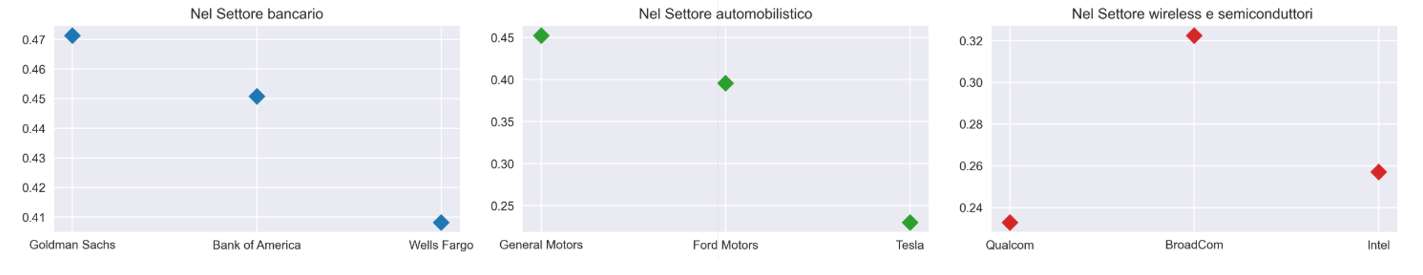 Nel Settore bancario
0.47
0.46
0.45
0.44
0.43
0.42
0.41
Goldman Sachs Bank of America Wells Fargo
Nel Settore automobilistico
0.45
0.40
0.35
0.30
0.25
General Motors Ford Motors Tesla
Nel Settore wireless e semiconduttori
0.32
0.30
0.28
0.26
0.24
Qualcom BroadCom Intel